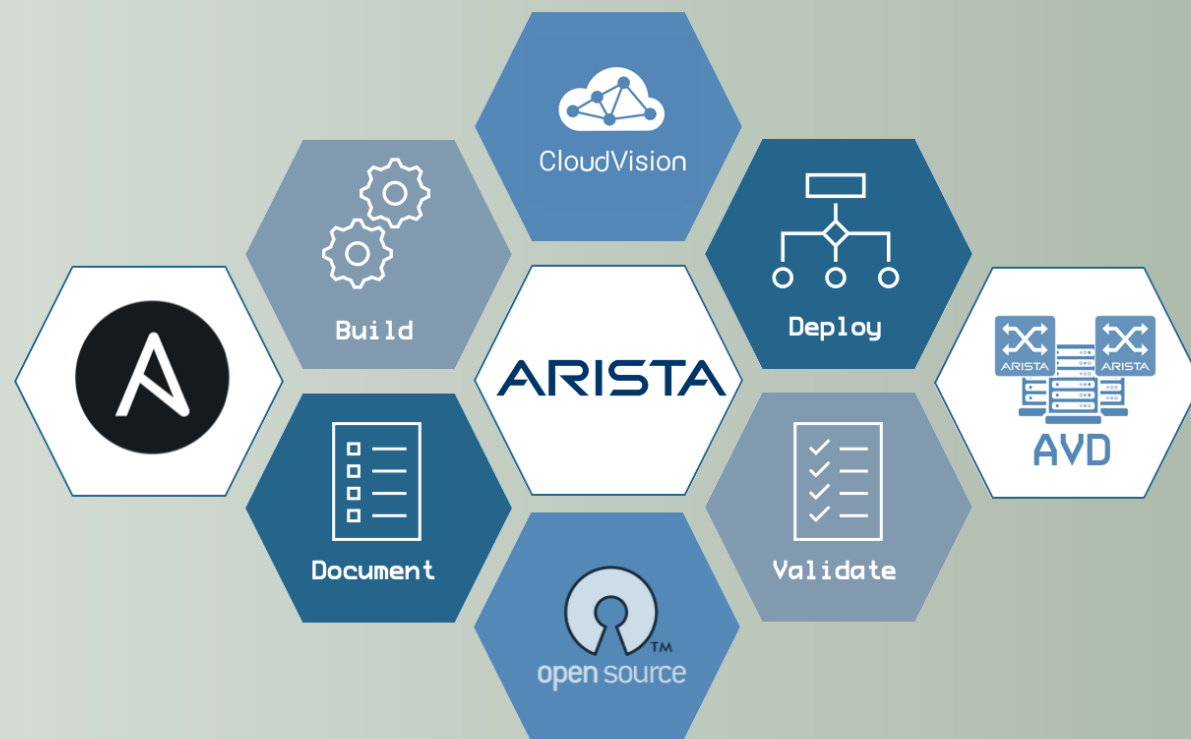 CloudVision
Build
Deploy
ARISTA
ARISTA
ARISTA
AVD
Document
Validate
TM
open source